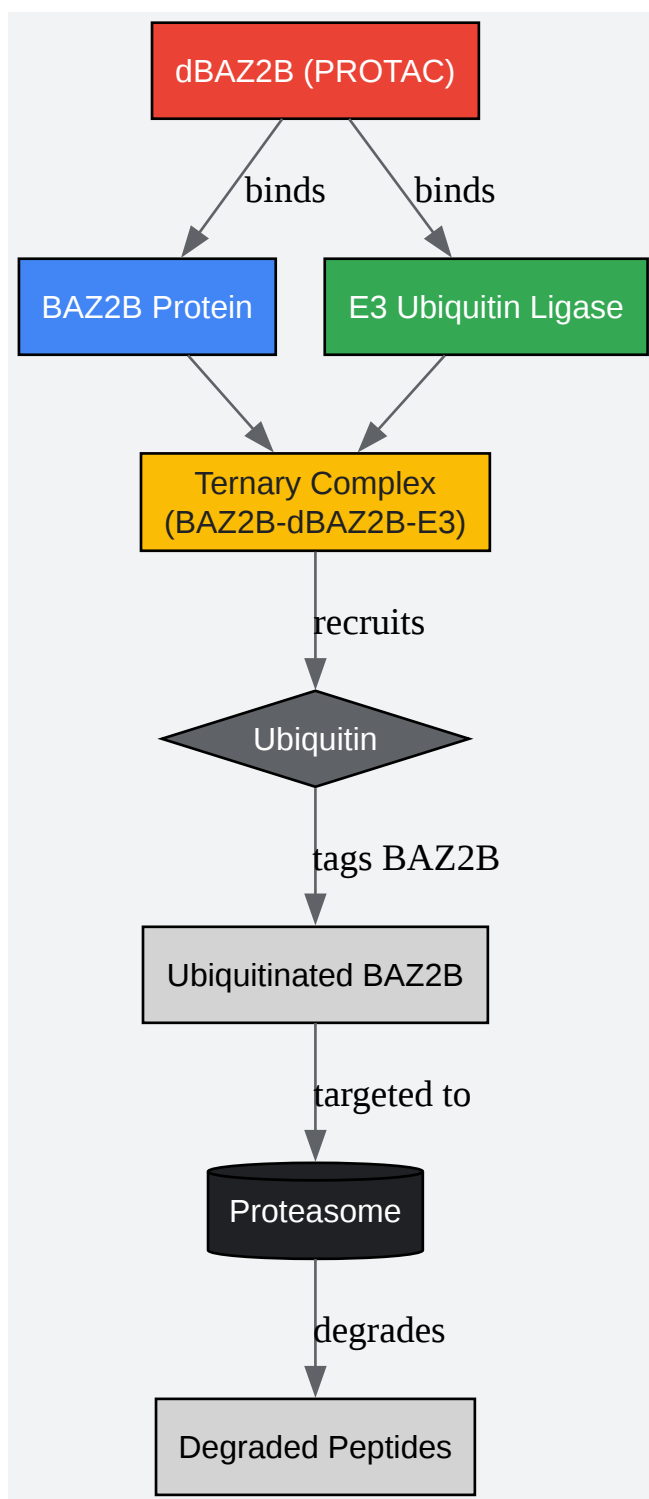 dBAZ2B (PROTAC)
binds
binds
BAZ2B Protein
E3 Ubiquitin Ligase
Ternary Complex
(BAZ2B-dBAZ2B-E3)
recruits
Ubiquitin
tags BAZ2B
Ubiquitinated BAZ2B
targeted to
Proteasome
degrades
Degraded Peptides